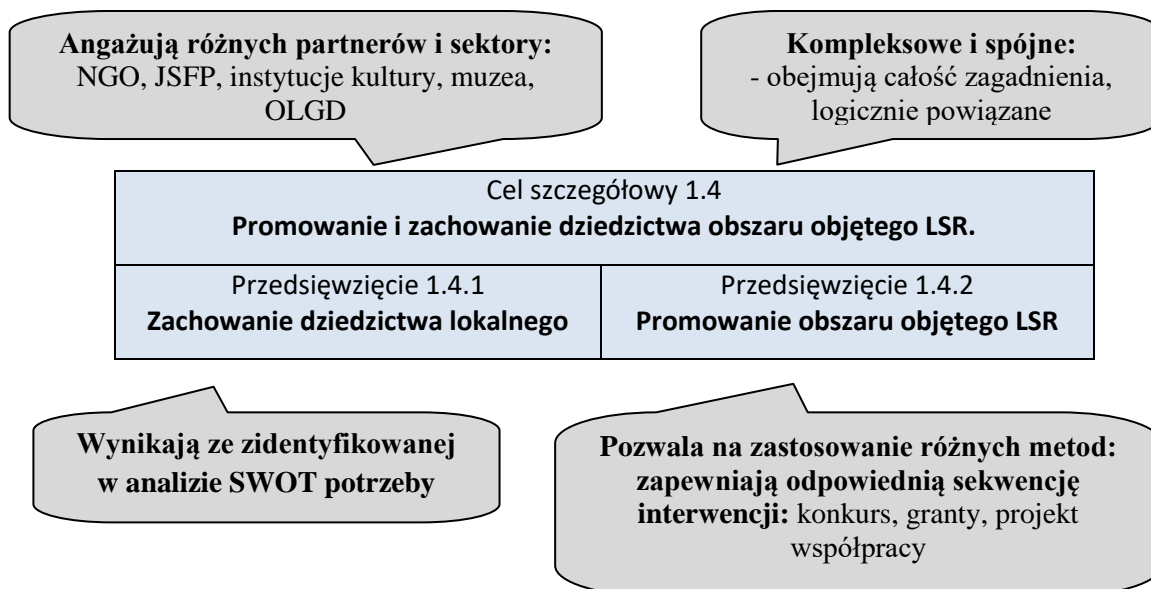 Angażują różnych partnerów i sektory:
NGO, JSFP, instytucje kultury, muzea,
OLGD
Kompleksowe i spójne:
- obejmują całość zagadnienia,
logicznie powiązane
Cel szczegółowy 1.4
Promowanie i zachowanie dziedzictwa obszaru objętego LSR.
Przedsięwzięcie 1.4.1
Zachowanie dziedzictwa lokalnego
Przedsięwzięcie 1.4.2
Promowanie obszaru objętego LSR
Wynikają ze zidentyfikowanej
w analizie SWOT potrzeby
Pozwala na zastosowanie różnych metod:
zapewniają odpowiednią sekwencję
interwencji: konkurs, granty, projekt
współpracy